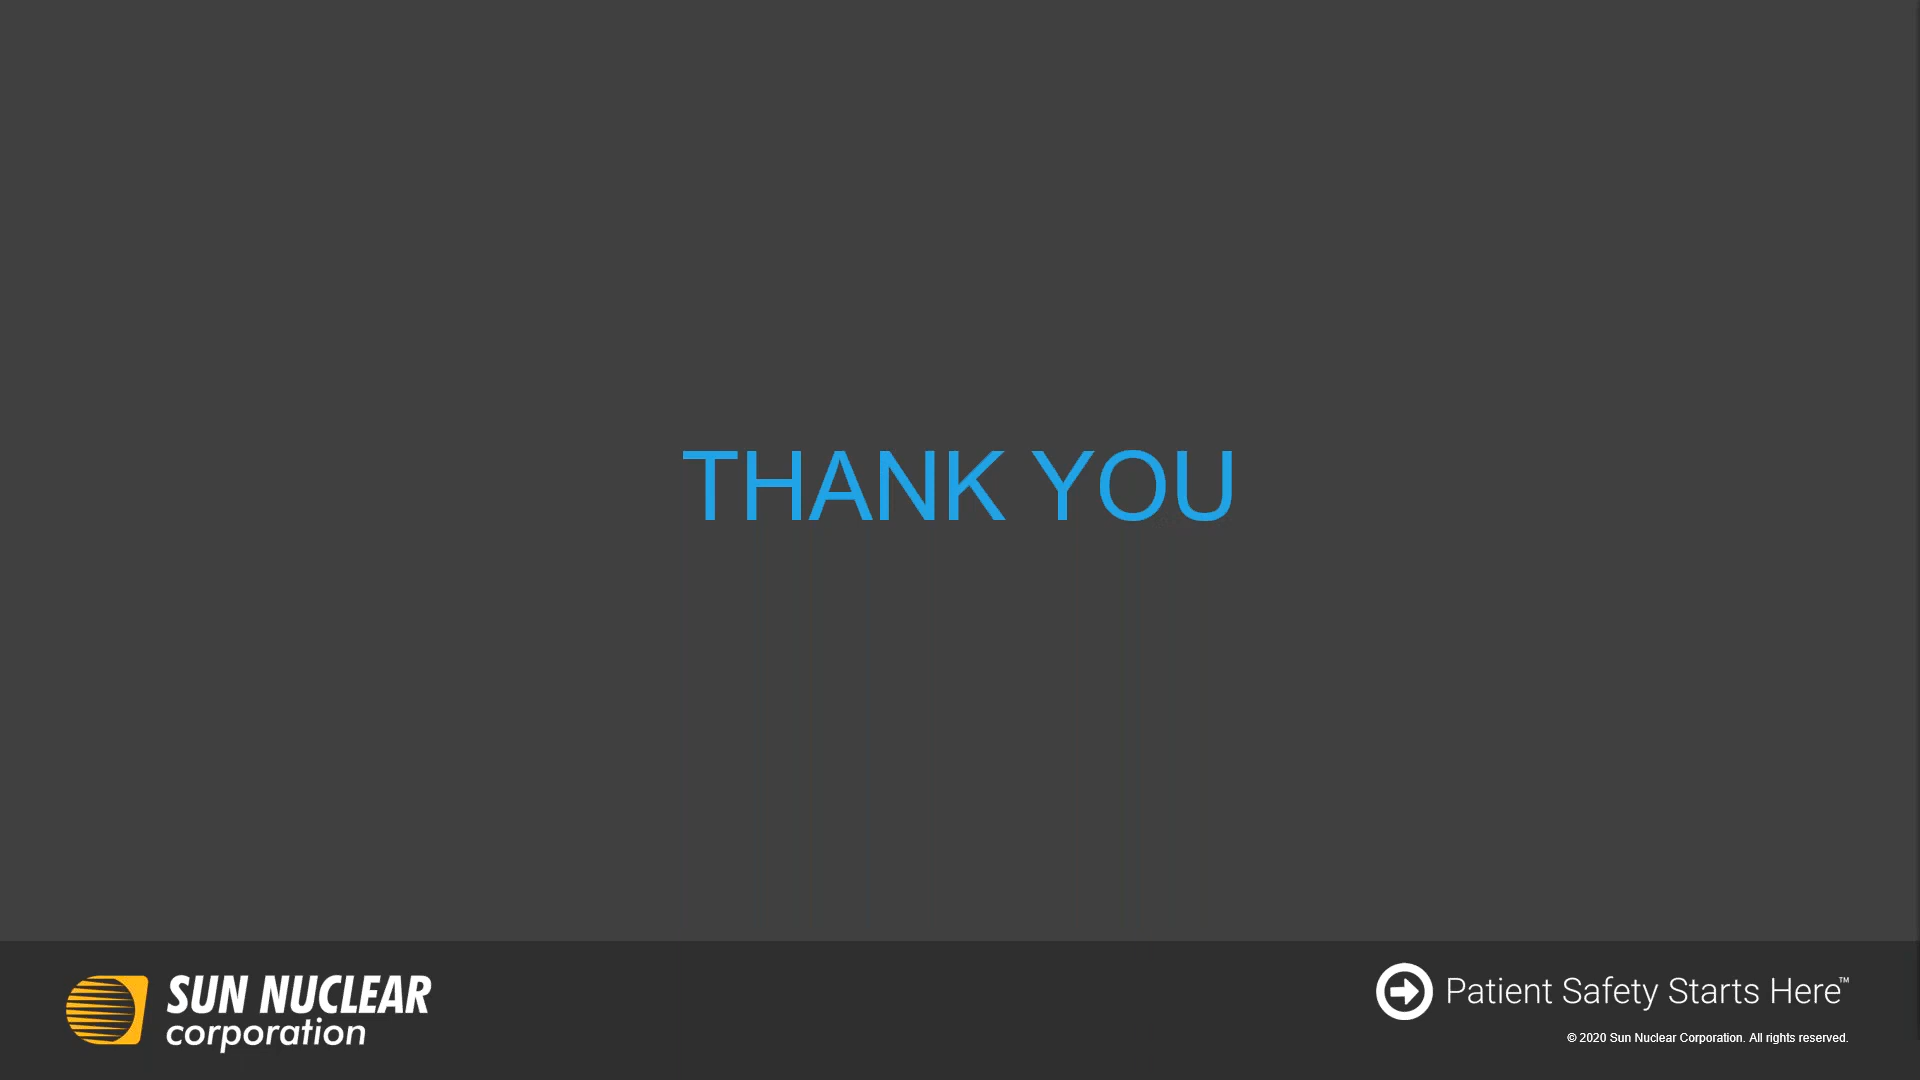 THANK YOU
SUN NUCLEAR
corporation
Patient Safety Starts Here™
© 2020 Sun Nuclear Corporation. All rights reserved.